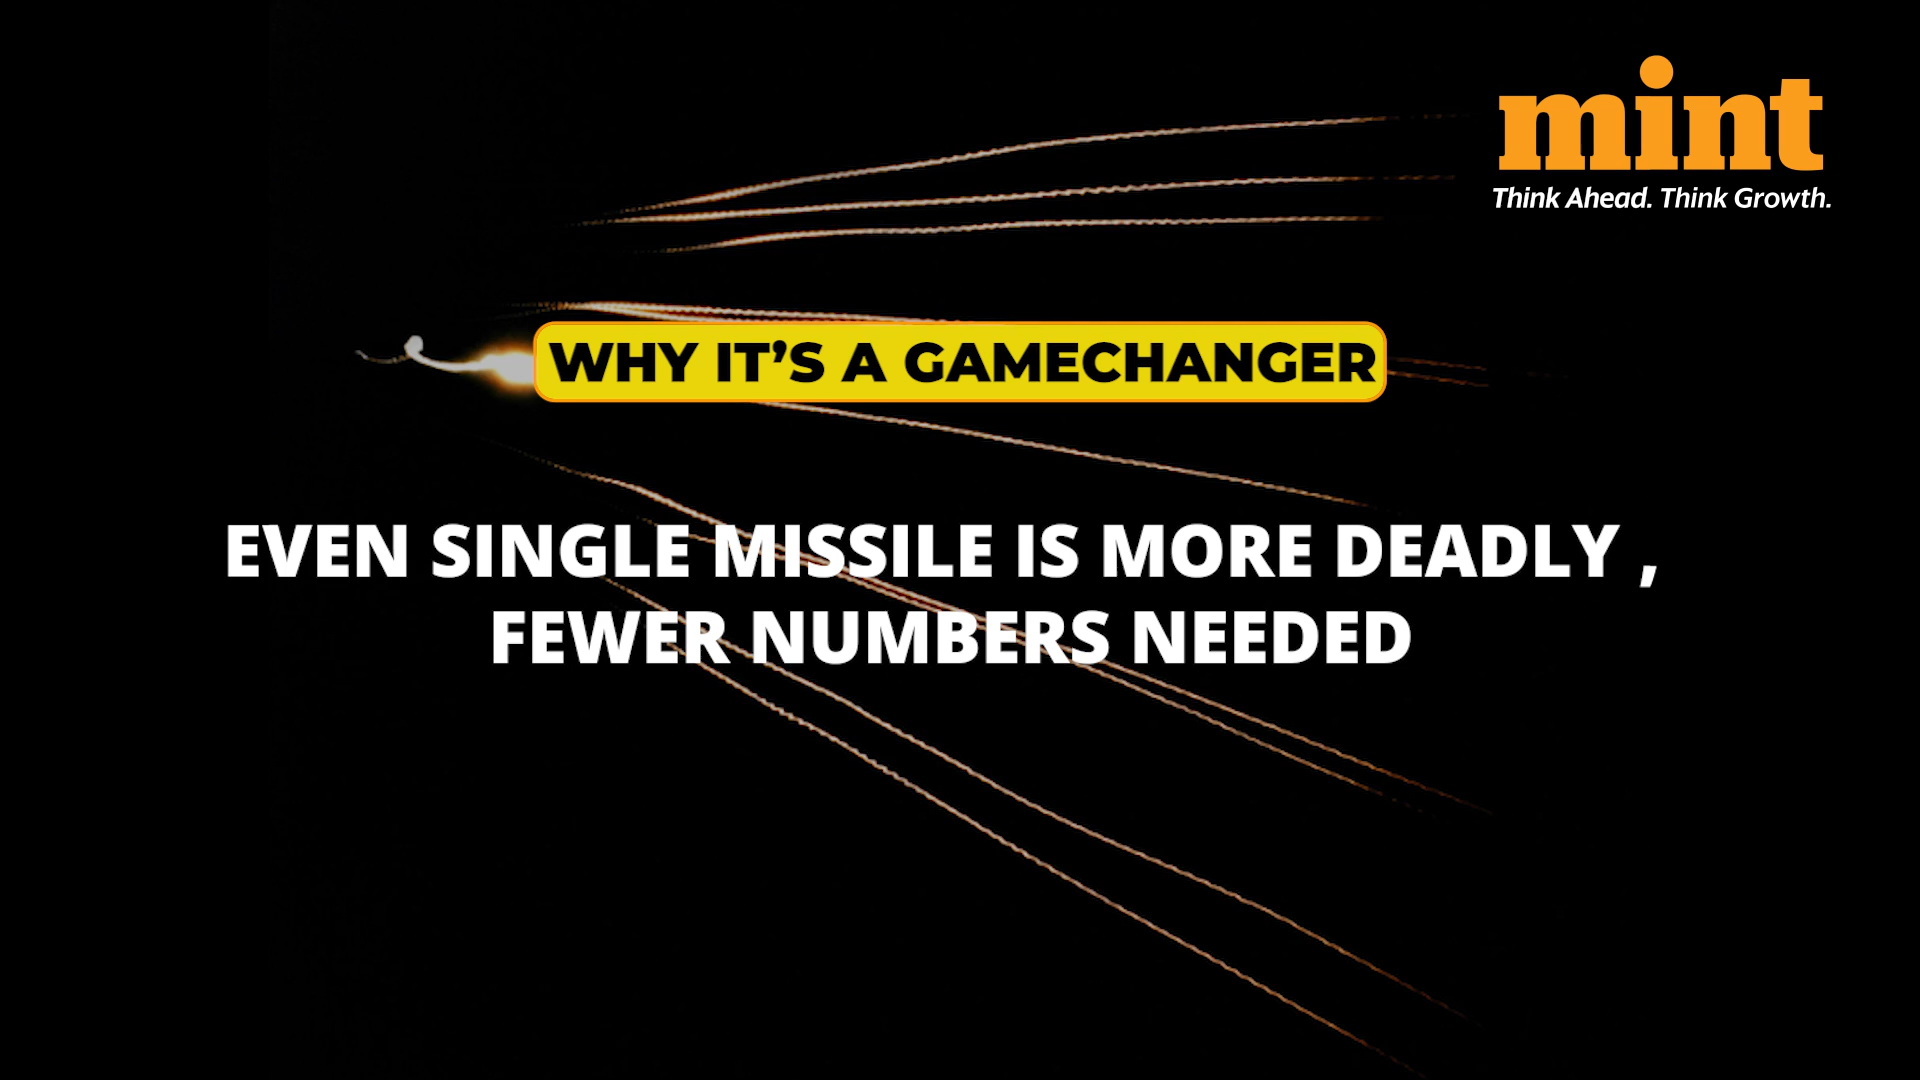 mint
Think Ahead. Think Growth.
WHY IT'S A GAMECHANGER
EVEN SINGLE MISSILE IS MORE DEADLY ,
FEWER NUMBERS NEEDED